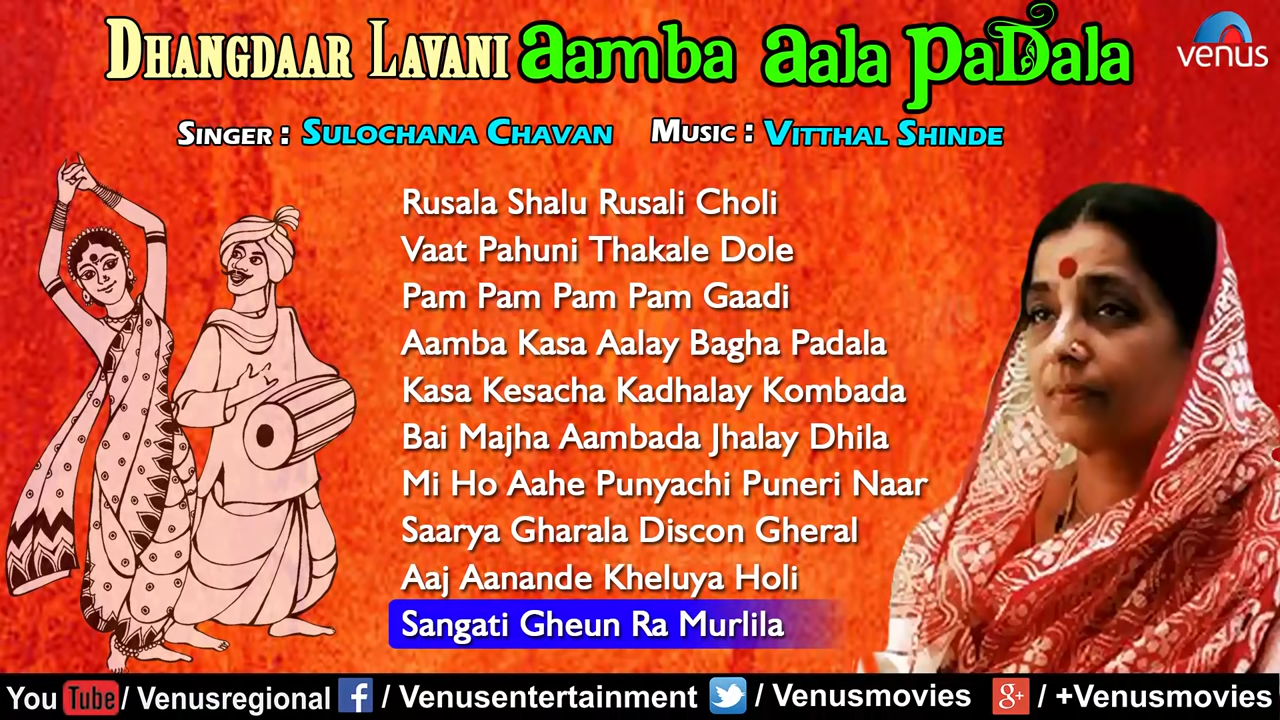 Dhangdaar Lavani aamba aala padala
venus
Singer : Sulochana Chavan Music : Vitthal Shinde
Rusala Shalu Rusali Choli
Vaat Pahuni Thakale Dole
Pam Pam Pam Pam Gaadi
Aamba Kasa Aalay Bagha Padala
Kasa Kesacha Kadhalay Kombada
Bai Majha Aambada Jhalay Dhila
Mi Ho Aahe Punyachi Puneri Naar
Saarya Gharala Discon Gheral
Aaj Aanande Kheluya Holi
Sangati Gheun Ra Murlila
You Tube / Venusregional f / Venusentertainment / Venusmovies g+ / +Venusmovies